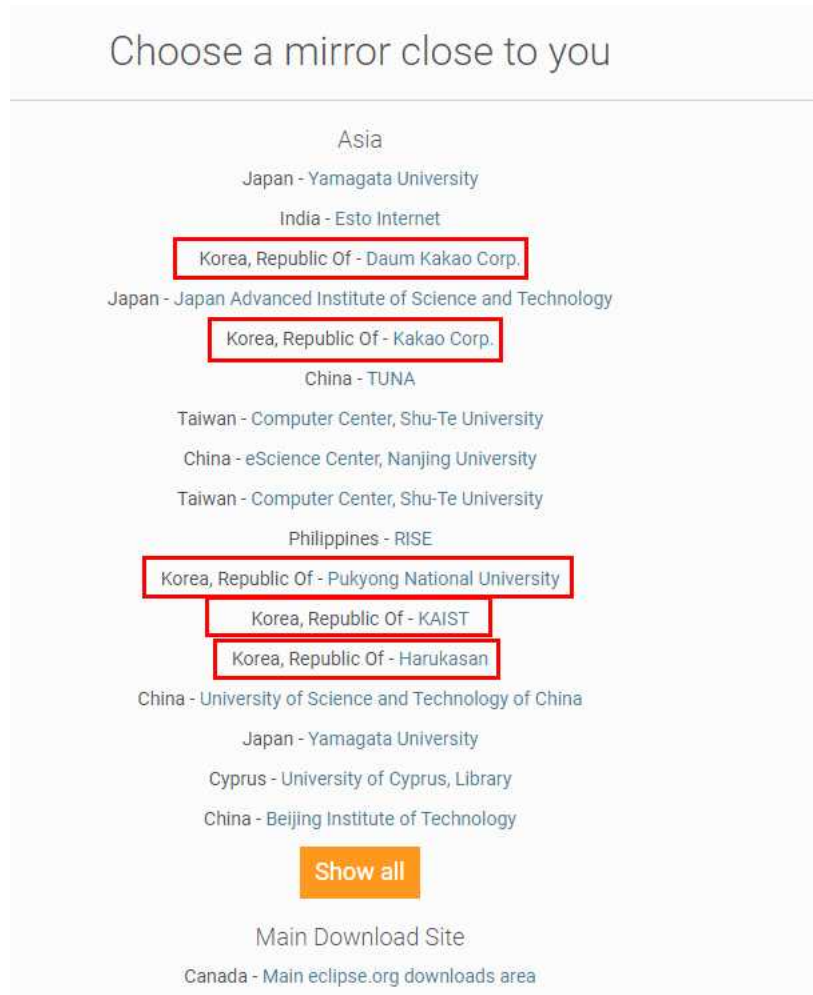 Choose a mirror close to you
Asia
Japan - Yamagata University
India - Esto Internet
Korea, Republic Of - Daum Kakao Corp.
Japan - Japan Advanced Institute of Science and Technology
Korea, Republic Of - Kakao Corp.
China - TUNA
Taiwan - Computer Center, Shu-Te University
China - eScience Center, Nanjing University
Taiwan - Computer Center, Shu-Te University
Philippines - RISE
Korea, Republic Of - Pukyong National University
Korea, Republic Of - KAIST
Korea, Republic Of - Harukasan
China - University of Science and Technology of China
Japan - Yamagata University
Cyprus - University of Cyprus, Library
China - Beijing Institute of Technology
Show all
Main Download Site
Canada - Main eclipse.org downloads area